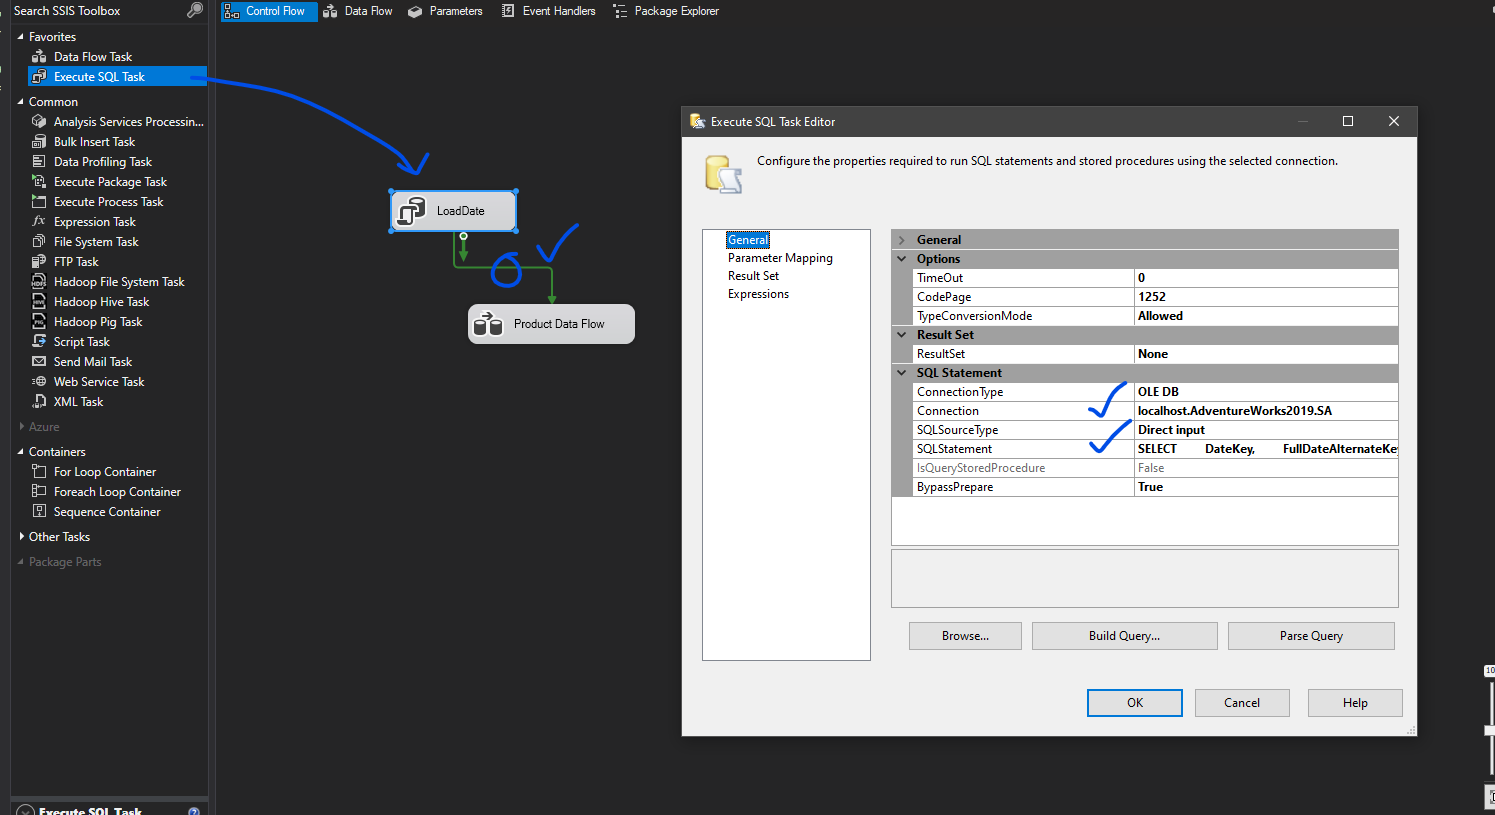 Search SSIS Toolbox
Favorites
Data Flow Task
Execute SQL Task
Common
Analysis Services Processin...
Bulk Insert Task
Data Profiling Task
Execute Package Task
Execute Process Task
Expression Task
File System Task
FTP Task
Hadoop File System Task
Hadoop Hive Task
Hadoop Pig Task
Script Task
Send Mail Task
Web Service Task
XML Task
Azure
Containers
For Loop Container
Foreach Loop Container
Sequence Container
Other Tasks
Package Parts
Execute SQL Task
Control Flow
Data Flow
Parameters
Event Handlers
Package Explorer
LoadDate
Product Data Flow
Execute SQL Task Editor
Configure the properties required to run SQL statements and stored procedures using the selected connection.
General
Parameter Mapping
Result Set
Expressions
General
Options
TimeOut 0
CodePage 1252
TypeConversionMode Allowed
Result Set
ResultSet None
SQL Statement
ConnectionType OLE DB
Connection localhost.AdventureWorks2019.SA
SQLSourceType Direct input
SQLStatement SELECT DateKey, FullDateAlternateKey
IsQueryStoredProcedure False
BypassPrepare True
Browse... Build Query... Parse Query
OK Cancel Help